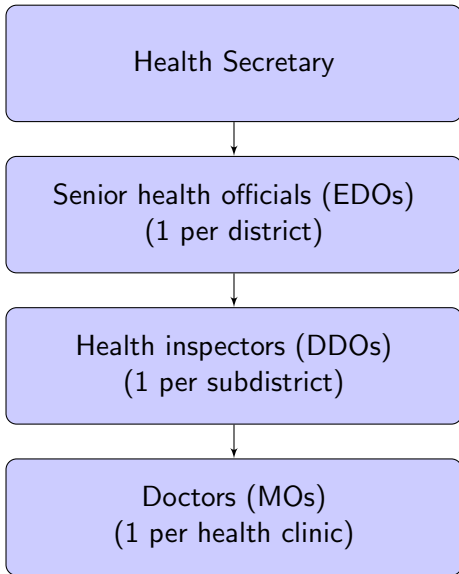 Health Secretary
Senior health officials (EDOs)
(1 per district)
Health inspectors (DDOs)
(1 per subdistrict)
Doctors (MOs)
(1 per health clinic)